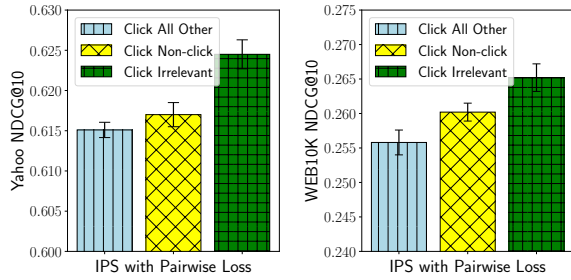 0.630
0.625
0.620
0.615
0.610
0.605
0.600
Yahoo NDCG@10
Click All Other
Click Non-click
Click Irrelevant
IPS with Pairwise Loss
0.275
0.270
0.265
0.260
0.255
0.250
0.245
0.240
WEB10K NDCG@10
Click All Other
Click Non-click
Click Irrelevant
IPS with Pairwise Loss